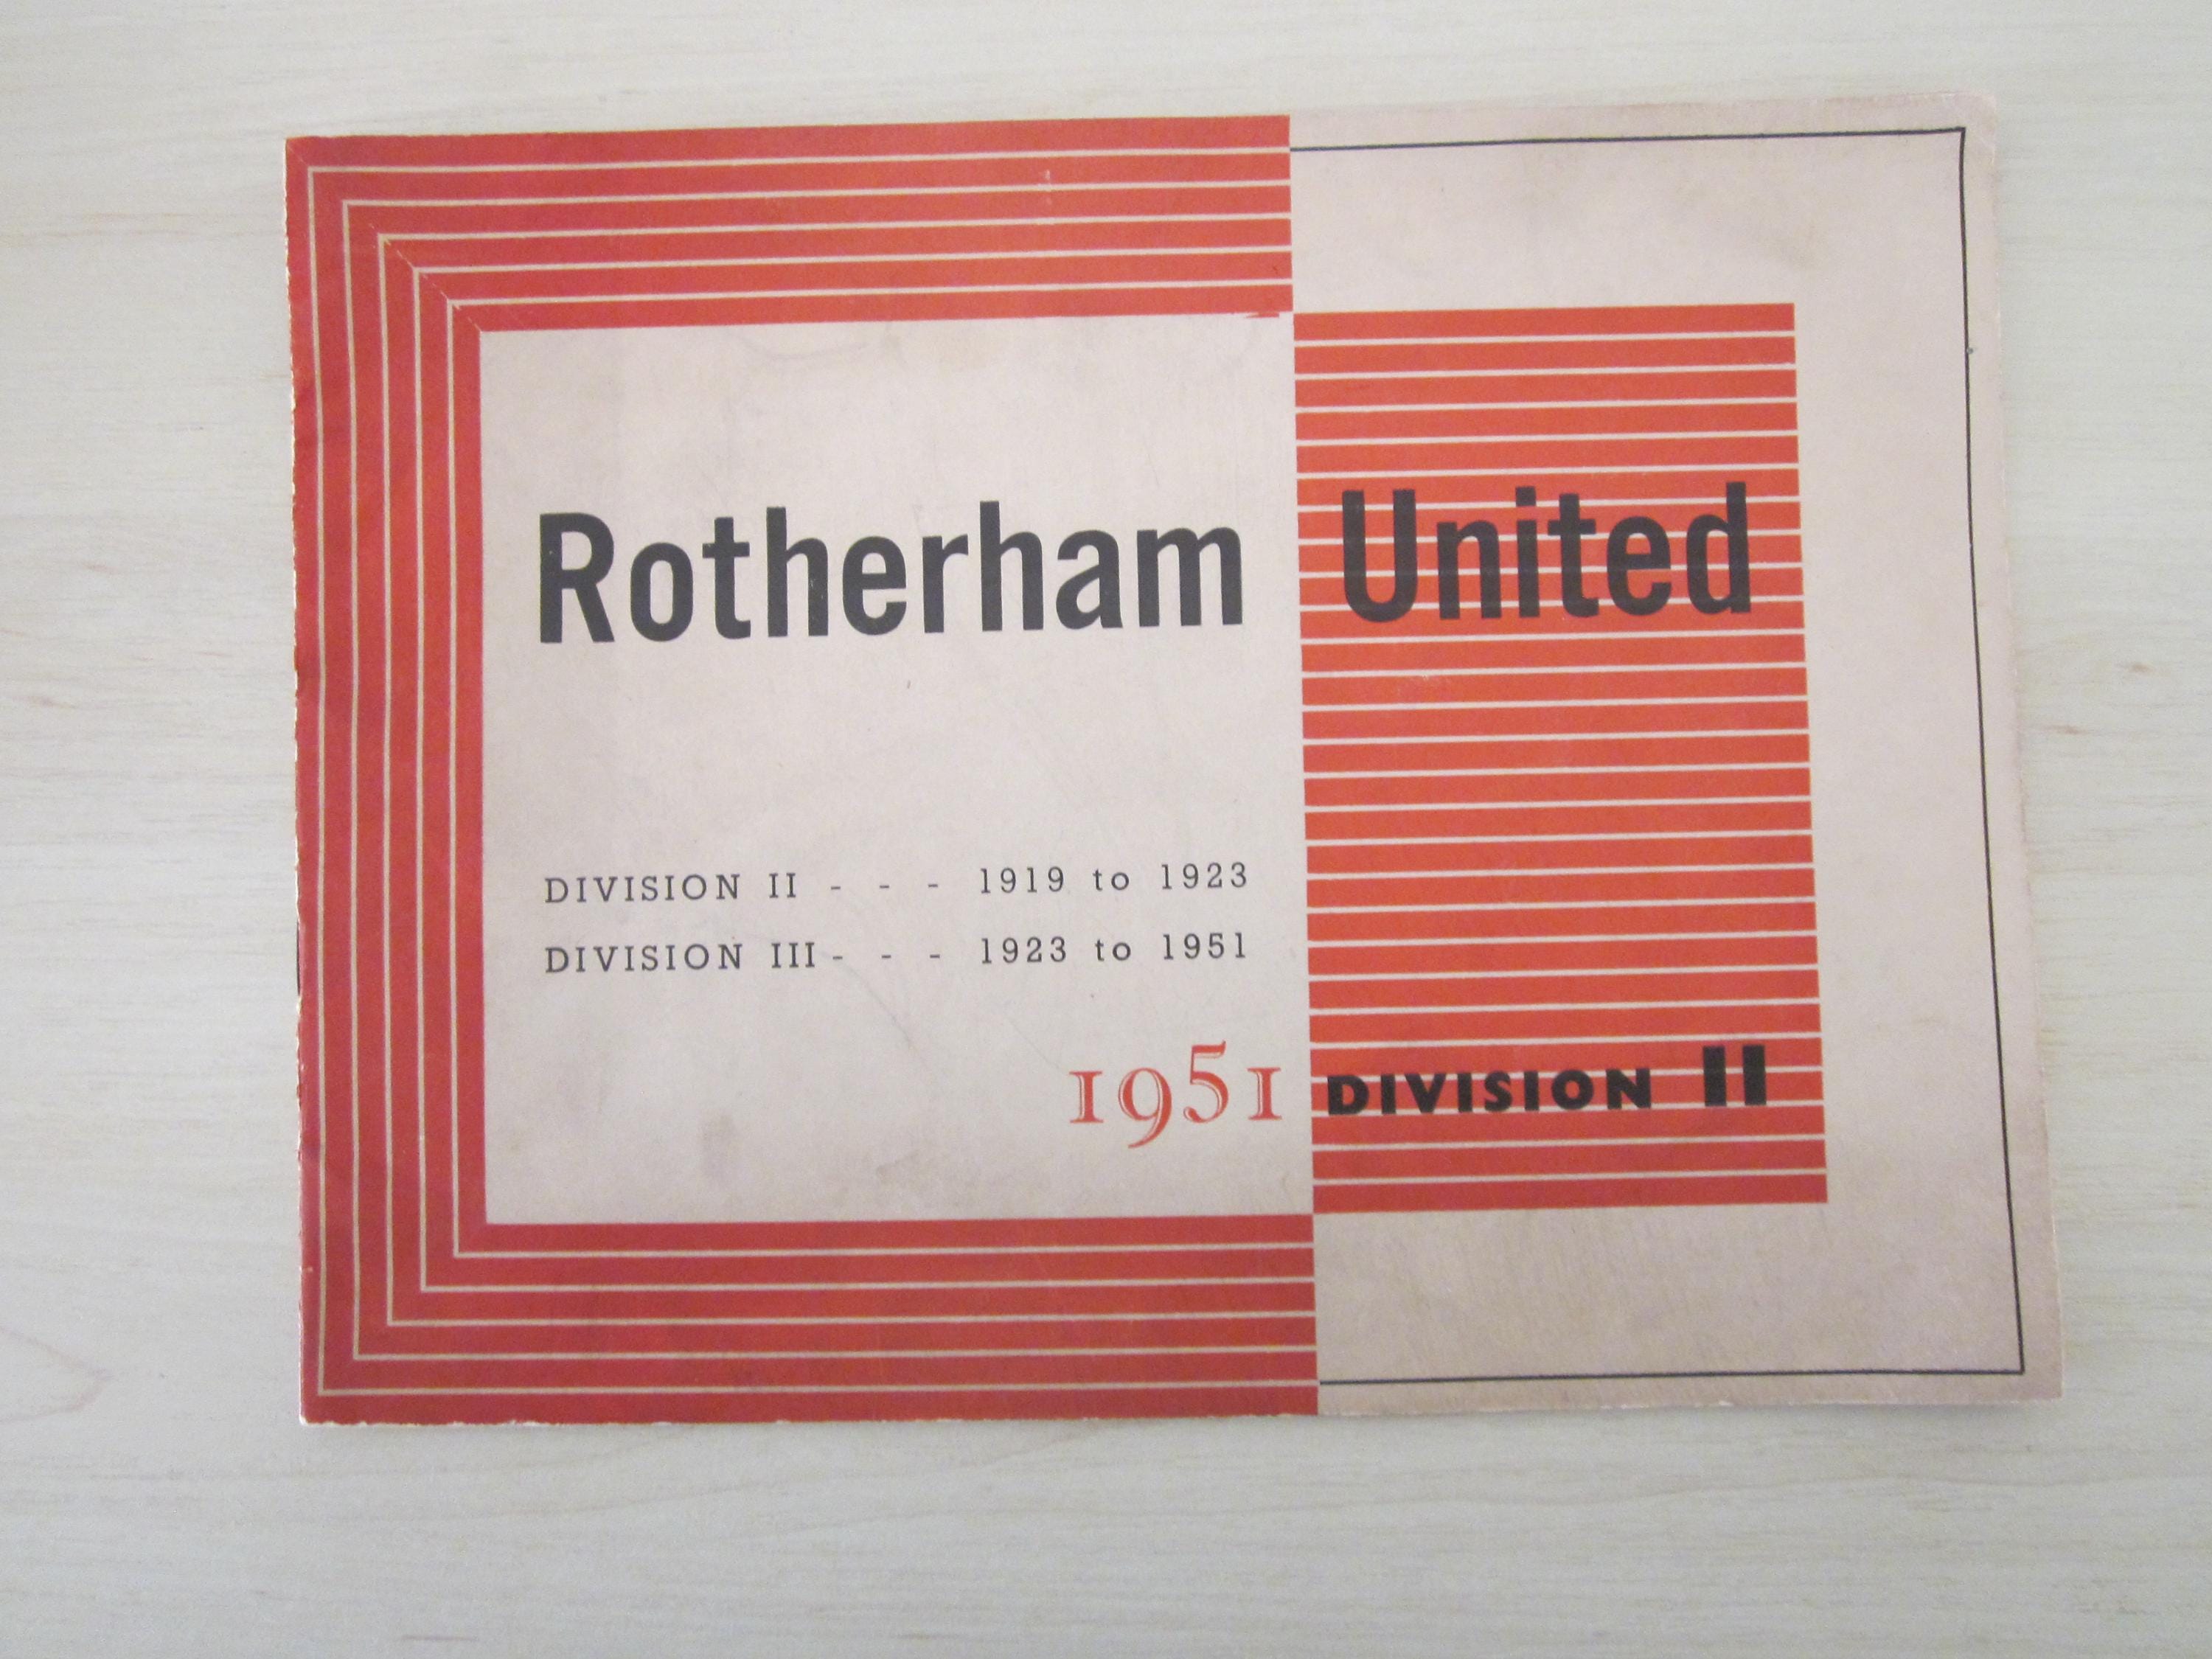 Rotherham United
DIVISION II - - - 1919 to 1923
DIVISION III - - - 1923 to 1951
1951 DIVISION II